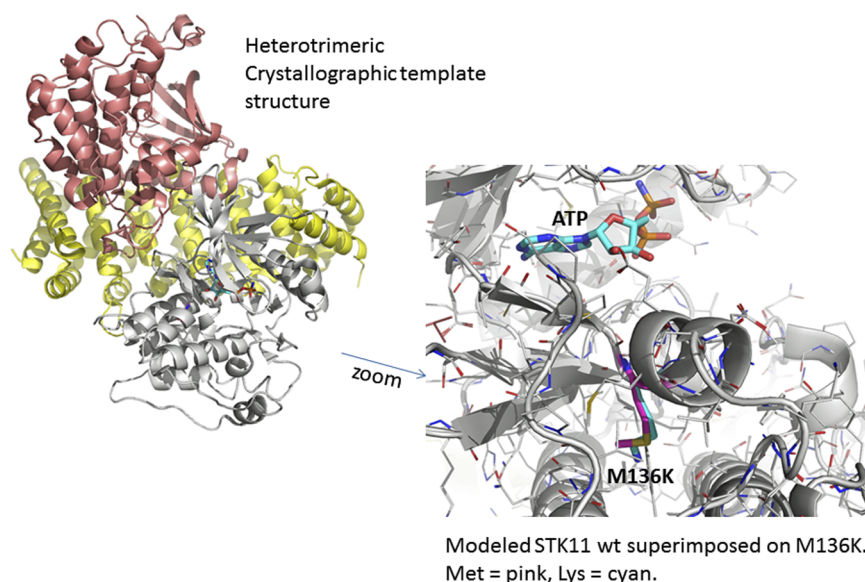 Heterotrimeric
Crystallographic template
structure
ATP
zoom
M136K
Modeled STK11 wt superimposed on M136K.
Met = pink, Lys = cyan.